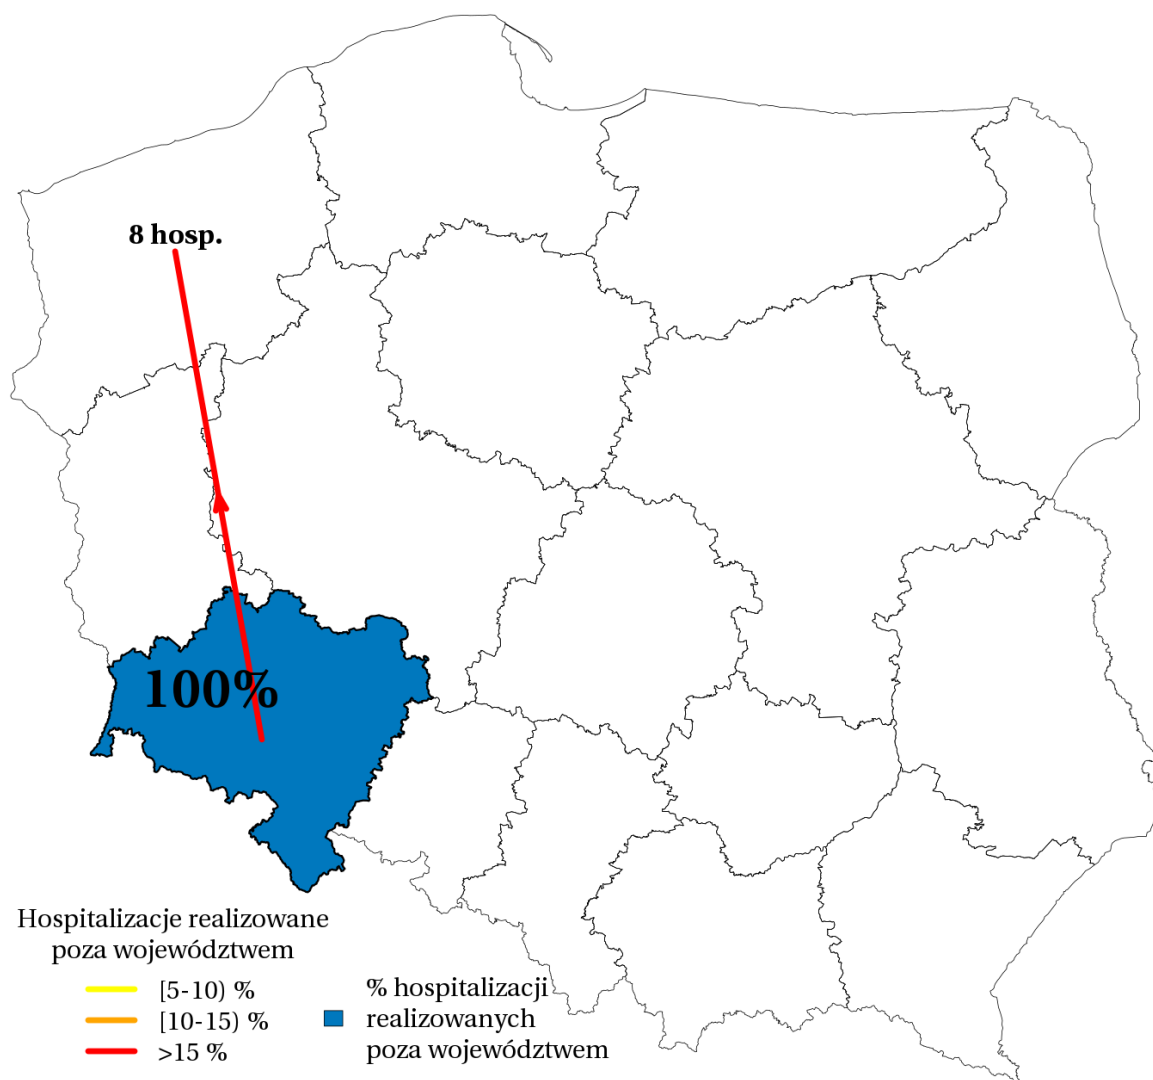 8 hosp.
100%
Hospitalizacje realizowane
poza województwem
[5-10) %
[10-15) %
>15 %
% hospitalizacji
realizowanych
poza województwem